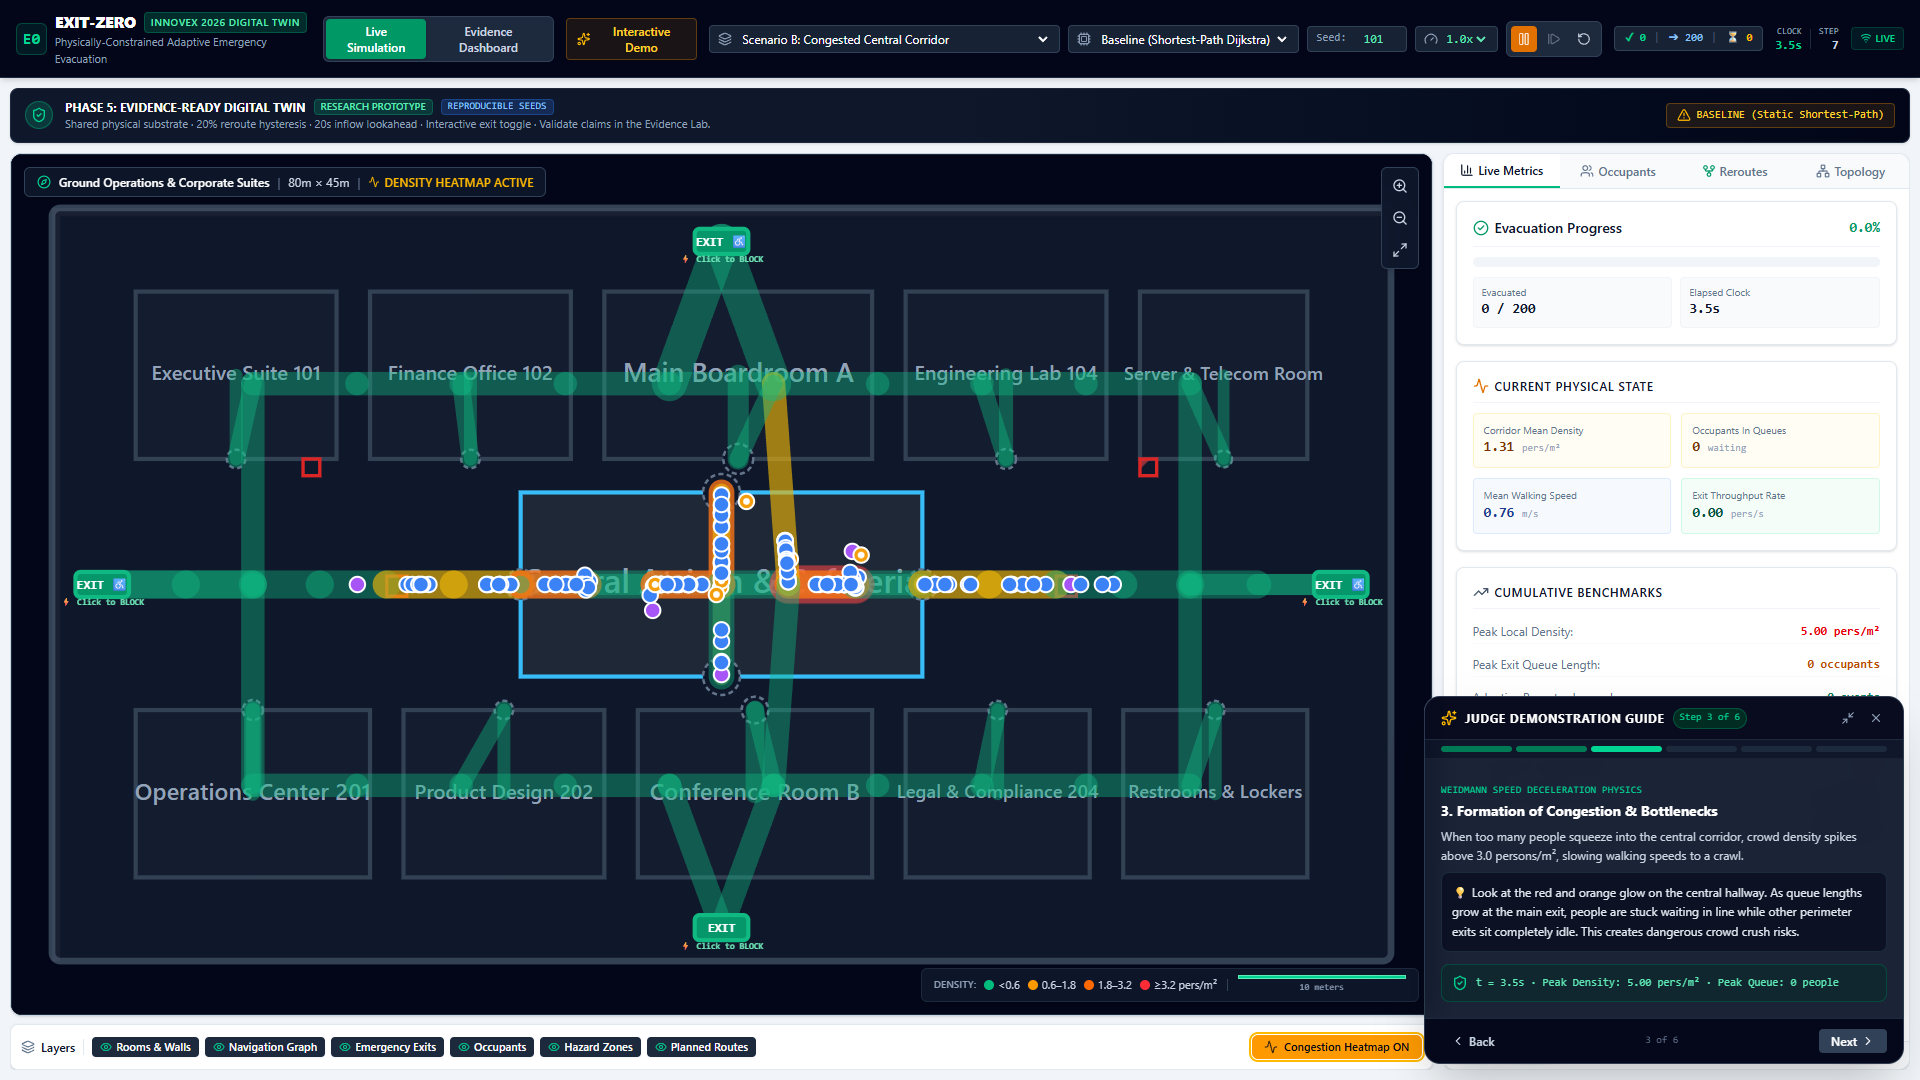 E0
EXIT-ZERO
INNOVEX 2026 DIGITAL TWIN
Physically-Constrained Adaptive Emergency
Evacuation
Live
Simulation
Evidence
Dashboard
Interactive
Demo
Scenario B: Congested Central Corridor
Baseline (Shortest-Path Dijkstra)
Seed: 101
1.0x
✓ 0 | → 200 | ⏳ 0
CLOCK
3.5s
STEP
7
LIVE
PHASE 5: EVIDENCE-READY DIGITAL TWIN
RESEARCH PROTOTYPE
REPRODUCIBLE SEEDS
Shared physical substrate · 20% reroute hysteresis · 20s inflow lookahead · Interactive exit toggle · Validate claims in the Evidence Lab.
BASELINE (Static Shortest-Path)
Ground Operations & Corporate Suites | 80m × 45m | DENSITY HEATMAP ACTIVE
EXIT ♿
⚡ Click to BLOCK
Executive Suite 101
Finance Office 102
Main Boardroom A
Engineering Lab 104
Server & Telecom Room
EXIT ♿
⚡ Click to BLOCK
EXIT ♿
⚡ Click to BLOCK
Operations Center 201
Product Design 202
Conference Room B
Legal & Compliance 204
Restrooms & Lockers
EXIT
⚡ Click to BLOCK
DENSITY: <0.6 0.6–1.8 1.8–3.2 ≥3.2 pers/m²
10 meters
Layers
Rooms & Walls
Navigation Graph
Emergency Exits
Occupants
Hazard Zones
Planned Routes
Congestion Heatmap ON
Live Metrics
Occupants
Reroutes
Topology
Evacuation Progress
0.0%
Evacuated
0 / 200
Elapsed Clock
3.5s
CURRENT PHYSICAL STATE
Corridor Mean Density
1.31 pers/m²
Occupants In Queues
0 waiting
Mean Walking Speed
0.76 m/s
Exit Throughput Rate
0.00 pers/s
CUMULATIVE BENCHMARKS
Peak Local Density: 5.00 pers/m²
Peak Exit Queue Length: 0 occupants
JUDGE DEMONSTRATION GUIDE
Step 3 of 6
WEIDMANN SPEED DECELERATION PHYSICS
3. Formation of Congestion & Bottlenecks
When too many people squeeze into the central corridor, crowd density spikes
above 3.0 persons/m², slowing walking speeds to a crawl.
💡 Look at the red and orange glow on the central hallway. As queue lengths
grow at the main exit, people are stuck waiting in line while other perimeter
exits sit completely idle. This creates dangerous crowd crush risks.
t = 3.5s · Peak Density: 5.00 pers/m² · Peak Queue: 0 people
Back
3 of 6
Next